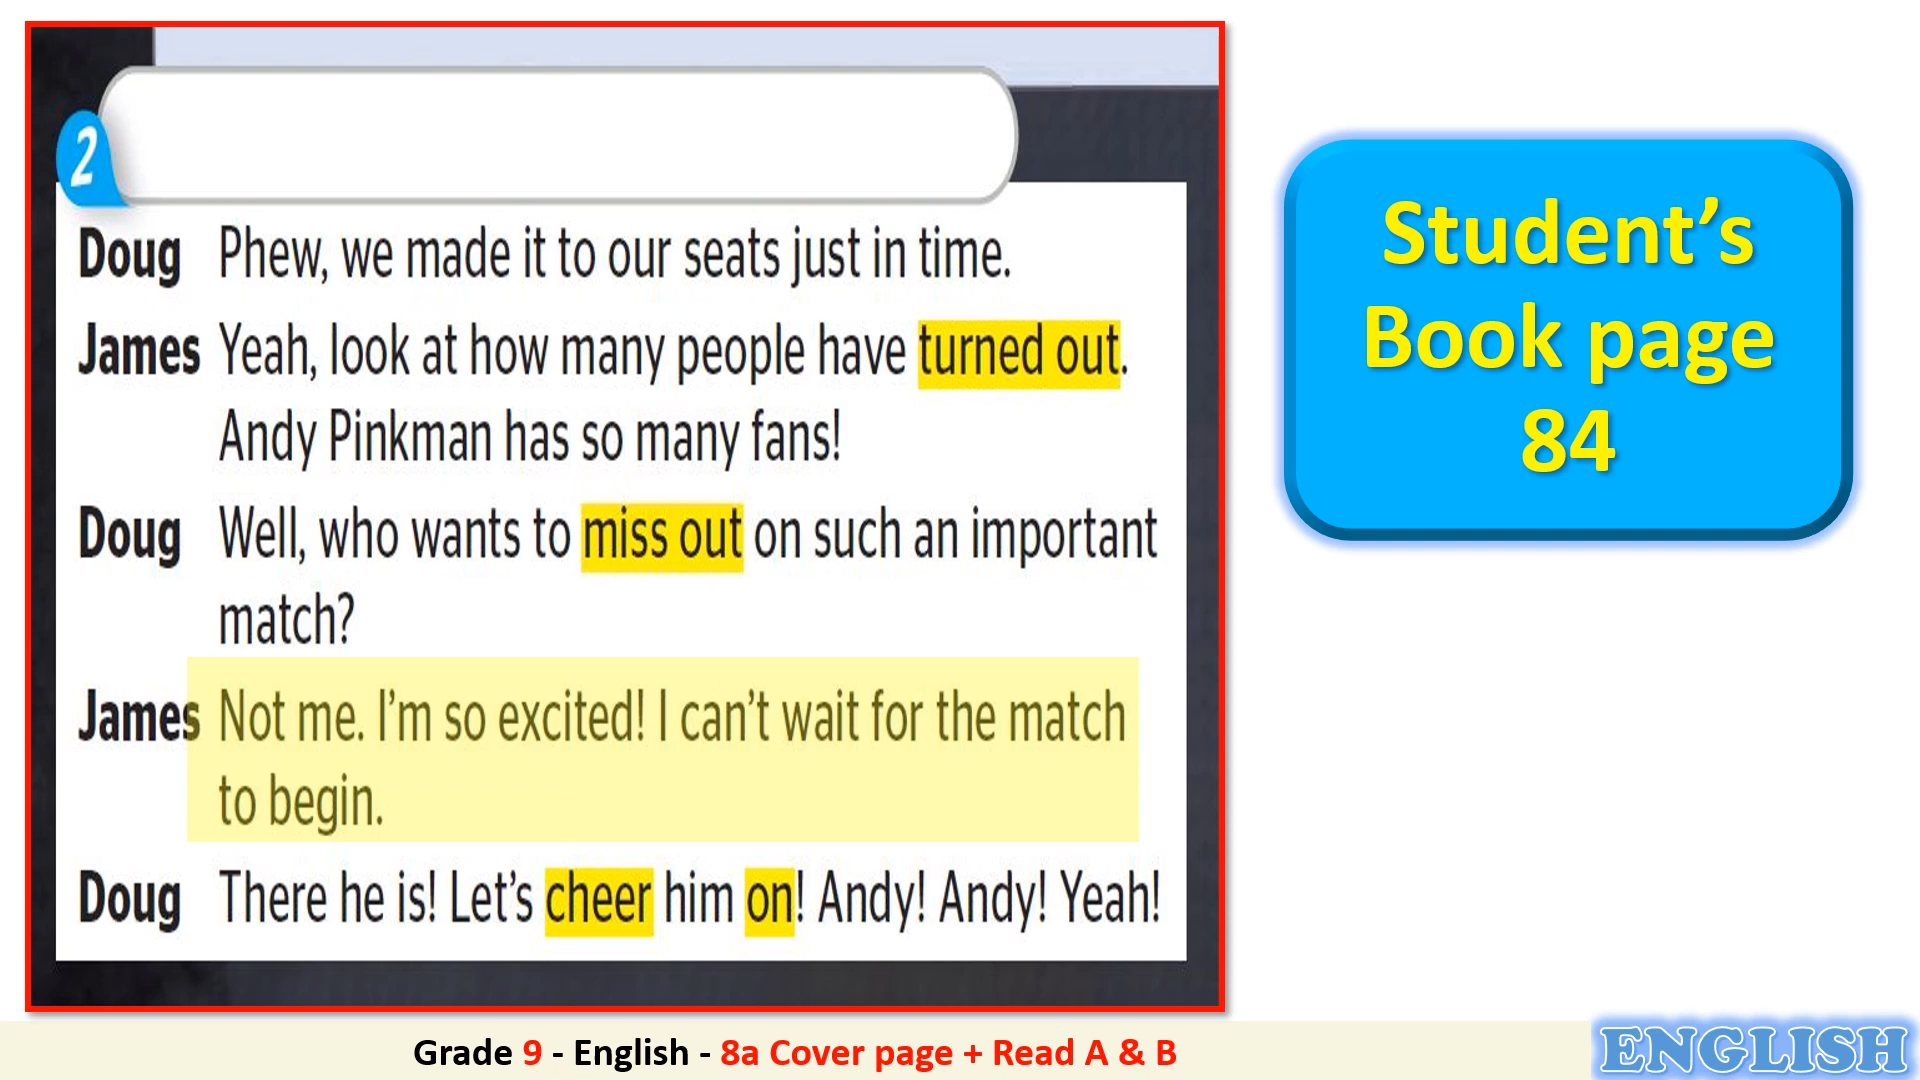 2
Doug Phew, we made it to our seats just in time.
James Yeah, look at how many people have turned out.
Andy Pinkman has so many fans!
Doug Well, who wants to miss out on such an important
match?
James Not me. I'm so excited! I can't wait for the match
to begin.
Doug There he is! Let's cheer him on! Andy! Andy! Yeah!
Student's
Book page
84
Grade 9 - English - 8a Cover page + Read A & B
ENGLISH